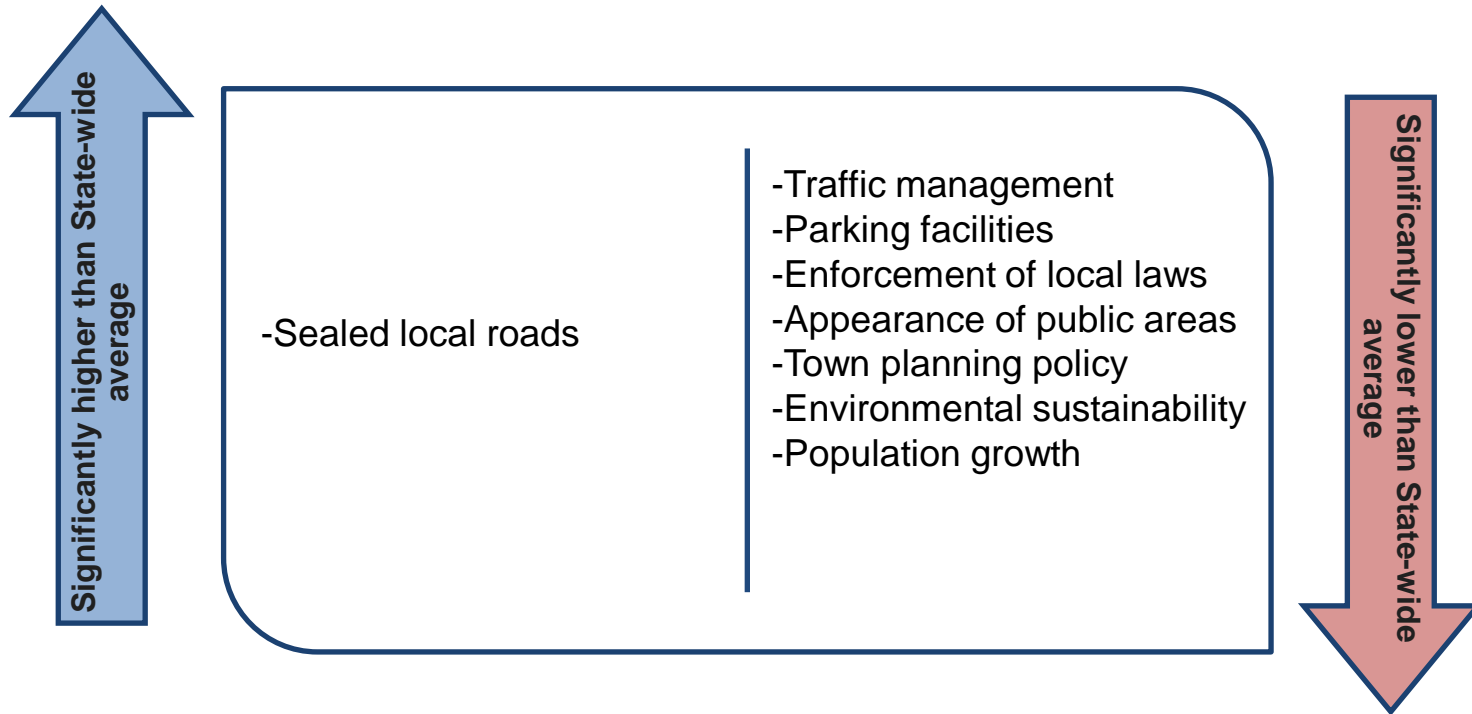 Significantly higher than State-wide
average
-Sealed local roads
-Traffic management
-Parking facilities
-Enforcement of local laws
-Appearance of public areas
-Town planning policy
-Environmental sustainability
-Population growth
Significantly lower than State-wide
average